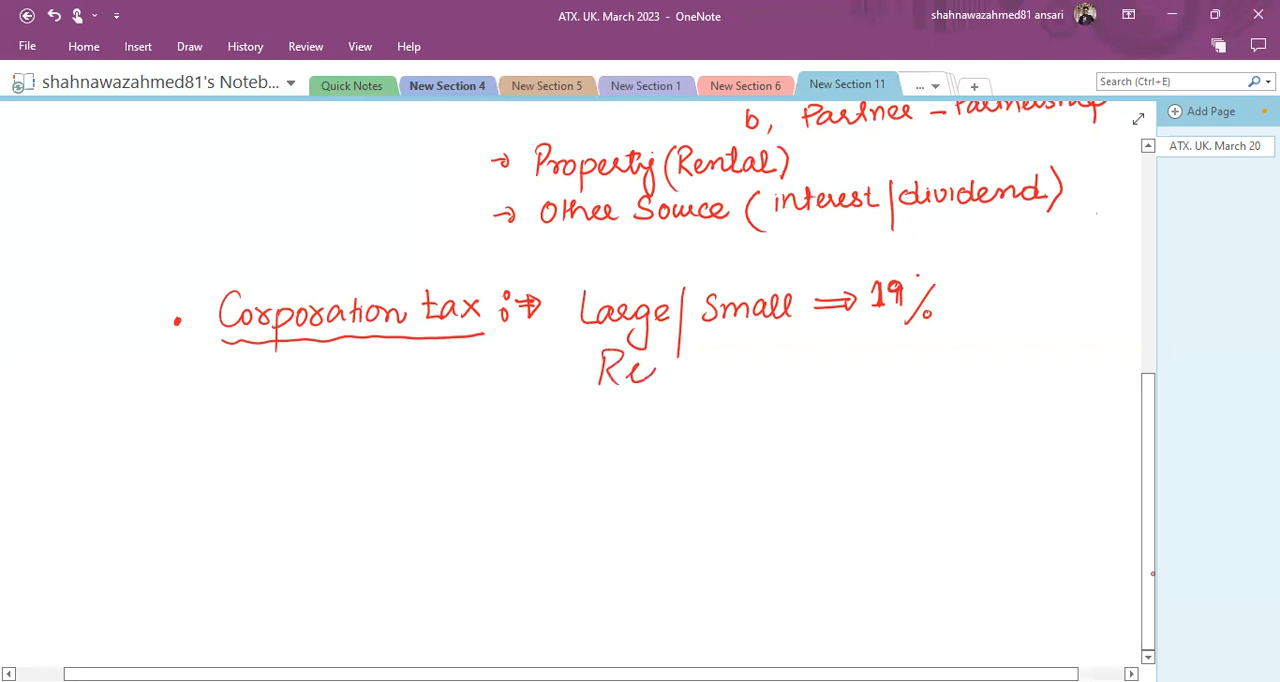 ATX. UK. March 2023 - OneNote
shahnawazahmed81 ansari
File Home Insert Draw History Review View Help
shahnawazahmed81's Noteb...
Quick Notes New Section 4 New Section 5 New Section 1 New Section 6 New Section 11 ...
Search (Ctrl+E)
Add Page
ATX. UK. March 20
b, Partner - Partnership
→ Property (Rental)
→ Other Source (interest/dividend)
• Corporation tax :⇒ Large/Small ⇒ 19%
Re